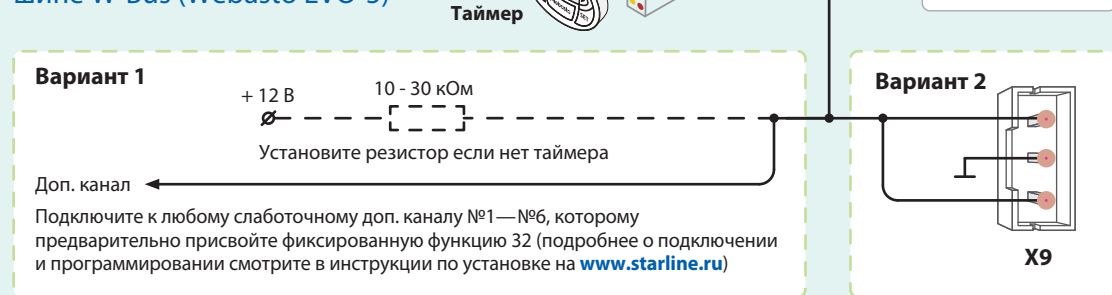 шине W-Bus (Webasto EVO-5)
Таймер
Вариант 1
+ 12 В
10 - 30 кОм
Установите резистор если нет таймера
Доп. канал
Подключите к любому слаботочному доп. каналу №1—№6, которому
предварительно присвойте фиксированную функцию 32 (подробнее о подключении
и программировании смотрите в инструкции по установке на www.starline.ru)
Вариант 2
X9